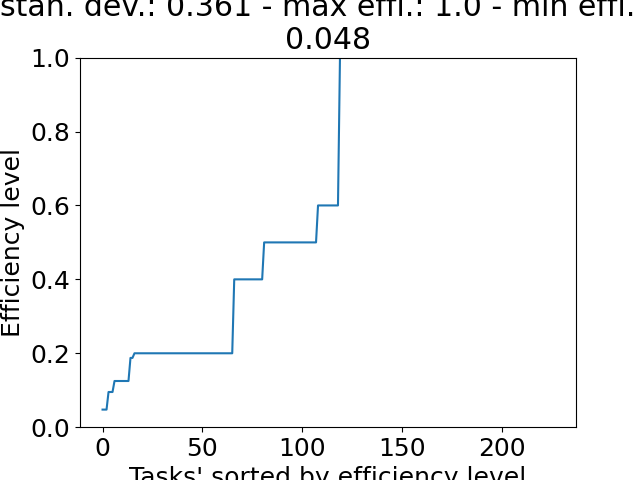 stan. dev.: 0.361 - max effi.: 1.0 - min effi.
0.048
1.0
0.8
0.6
0.4
0.2
0.0
Efficiency level
0 50 100 150 200
Tasks' sorted by efficiency level